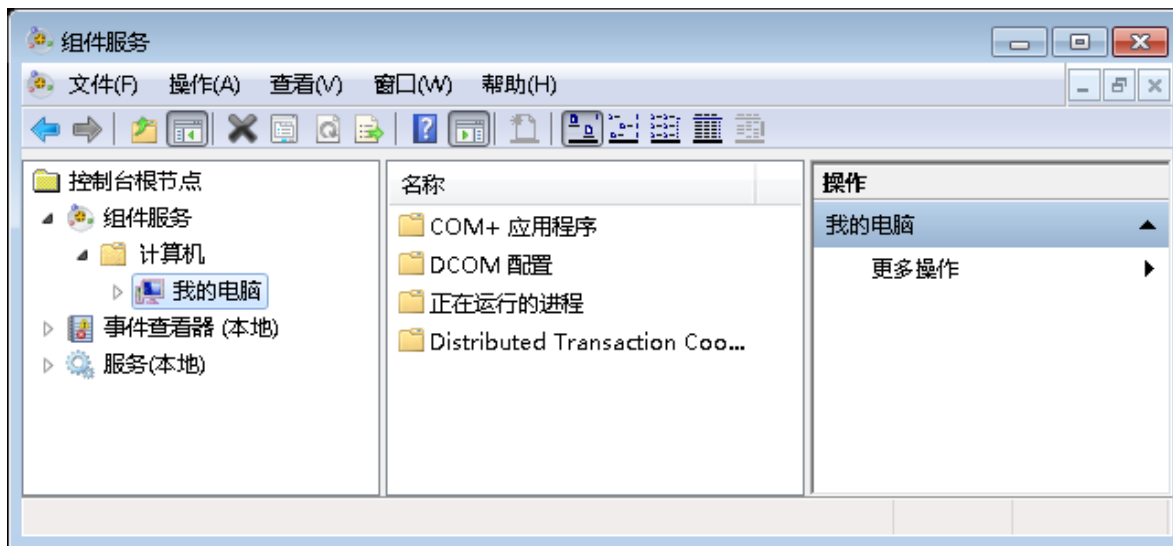 组件服务
文件(F) 操作(A) 查看(V) 窗口(W) 帮助(H)
控制台根节点
组件服务
计算机
我的电脑
事件查看器 (本地)
服务(本地)
名称
COM+ 应用程序
DCOM 配置
正在运行的进程
Distributed Transaction Coo...
操作
我的电脑
更多操作